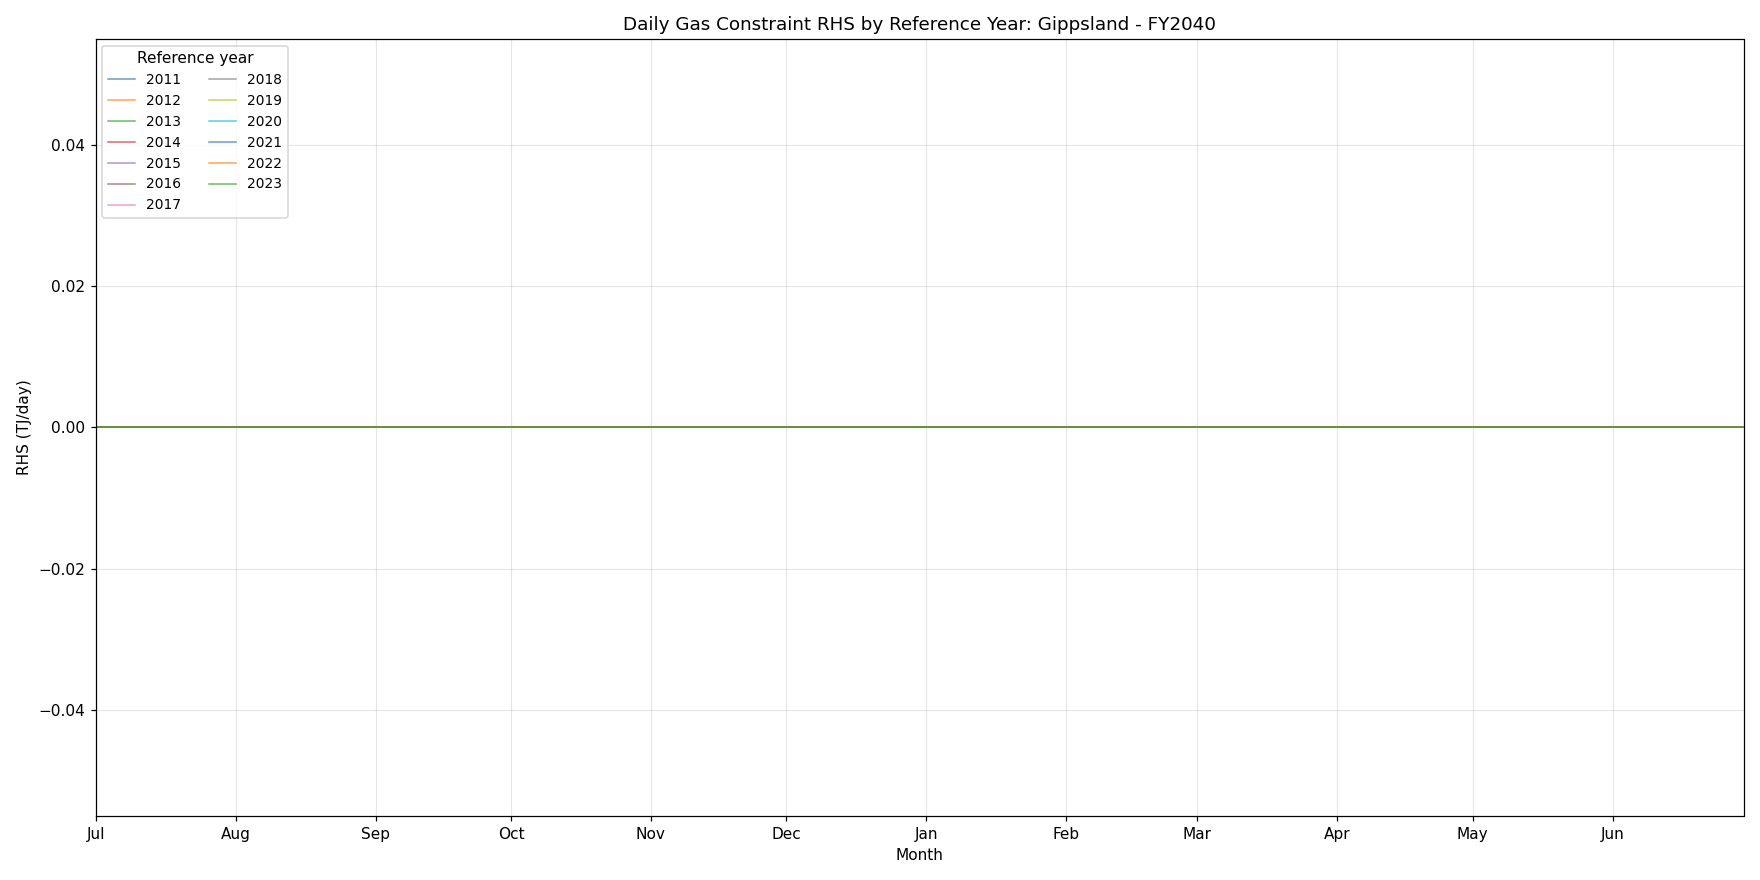 Daily Gas Constraint RHS by Reference Year: Gippsland - FY2040
Reference year
2011 2018
2012 2019
2013 2020
2014 2021
2015 2022
2016 2023
2017
0.04
0.02
0.00
−0.02
−0.04
RHS (TJ/day)
Jul Aug Sep Oct Nov Dec Jan Feb Mar Apr May Jun
Month